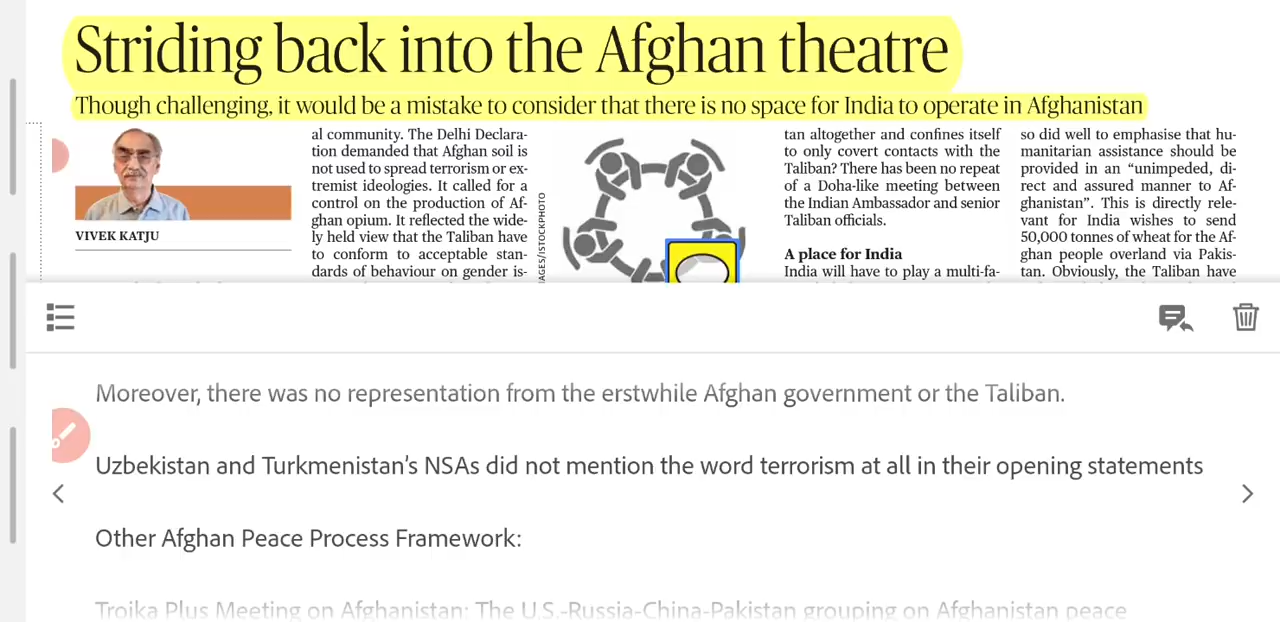 Striding back into the Afghan theatre
Though challenging, it would be a mistake to consider that there is no space for India to operate in Afghanistan
VIVEK KATJU
al community. The Delhi Declara-
tion demanded that Afghan soil is
not used to spread terrorism or ex-
tremist ideologies. It called for a
control on the production of Af-
ghan opium. It reflected the wide-
ly held view that the Taliban have
to conform to acceptable stan-
dards of behaviour on gender is-
AGES/ISTOCKPHOTO
tan altogether and confines itself
to only covert contacts with the
Taliban? There has been no repeat
of a Doha-like meeting between
the Indian Ambassador and senior
Taliban officials.
A place for India
India will have to play a multi-fa-
so did well to emphasise that hu-
manitarian assistance should be
provided in an “unimpeded, di-
rect and assured manner to Af-
ghanistan”. This is directly rele-
vant for India wishes to send
50,000 tonnes of wheat for the Af-
ghan people overland via Pakis-
tan. Obviously, the Taliban have
Moreover, there was no representation from the erstwhile Afghan government or the Taliban.
Uzbekistan and Turkmenistan’s NSAs did not mention the word terrorism at all in their opening statements
Other Afghan Peace Process Framework:
Troika Plus Meeting on Afghanistan: The U.S.-Russia-China-Pakistan grouping on Afghanistan peace